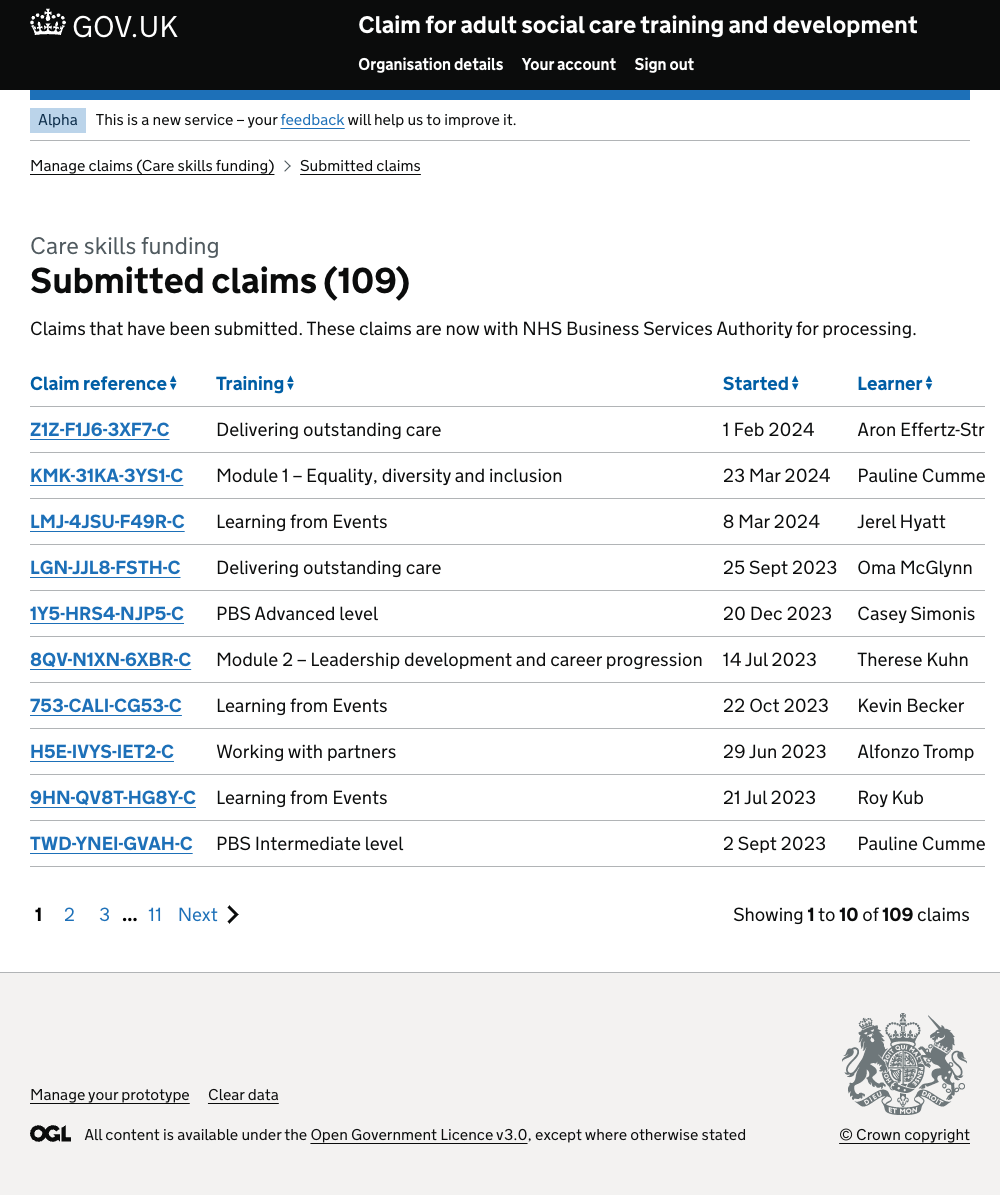 GOV.UK
Claim for adult social care training and development
Organisation details Your account Sign out
Alpha This is a new service – your feedback will help us to improve it.
Manage claims (Care skills funding) Submitted claims
Care skills funding
Submitted claims (109)
Claims that have been submitted. These claims are now with NHS Business Services Authority for processing.
Claim reference Training Started Learner
Z1Z-F1J6-3XF7-C Delivering outstanding care 1 Feb 2024 Aron Effertz-Str
KMK-31KA-3YS1-C Module 1 – Equality, diversity and inclusion 23 Mar 2024 Pauline Cumme
LMJ-4JSU-F49R-C Learning from Events 8 Mar 2024 Jerel Hyatt
LGN-JJL8-FSTH-C Delivering outstanding care 25 Sept 2023 Oma McGlynn
1Y5-HRS4-NJP5-C PBS Advanced level 20 Dec 2023 Casey Simonis
8QV-N1XN-6XBR-C Module 2 – Leadership development and career progression 14 Jul 2023 Therese Kuhn
753-CALI-CG53-C Learning from Events 22 Oct 2023 Kevin Becker
H5E-IVYS-IET2-C Working with partners 29 Jun 2023 Alfonzo Tromp
9HN-QV8T-HG8Y-C Learning from Events 21 Jul 2023 Roy Kub
TWD-YNEI-GVAH-C PBS Intermediate level 2 Sept 2023 Pauline Cumme
1 2 3 ... 11 Next Showing 1 to 10 of 109 claims
DIEU ET MON DROIT
Manage your prototype Clear data
OGL All content is available under the Open Government Licence v3.0, except where otherwise stated © Crown copyright